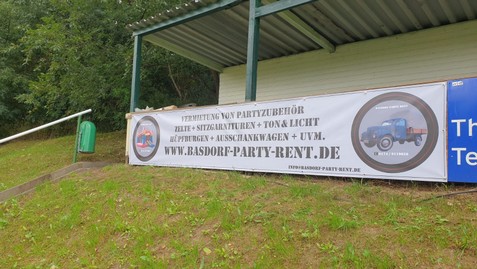 VERMIETUNG VON PARTYZUBEHÖR
ZELTE + SITZGARNITUREN + TON & LICHT
HÜPFBURGEN + AUSSCHANKWAGEN + UVM.
WWW.BASDORF-PARTY-RENT.DE
INFO@BASDORF-PARTY-RENT.DE
Th
Te